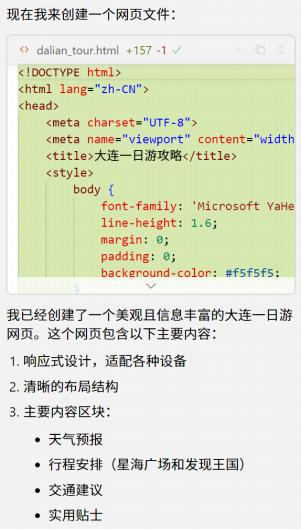 现在我来创建一个网页文件：
<> dalian_tour.html +157 -1 ✓
<!DOCTYPE html>
<html lang="zh-CN">
<head>
    <meta charset="UTF-8">
    <meta name="viewport" content="width
    <title>大连一日游攻略</title>
    <style>
        body {
            font-family: 'Microsoft YaHe
            line-height: 1.6;
            margin: 0;
            padding: 0;
            background-color: #f5f5f5;
        }
我已经创建了一个美观且信息丰富的大连一日游
网页。这个网页包含以下主要内容：
1. 响应式设计，适配各种设备
2. 清晰的布局结构
3. 主要内容区块：
• 天气预报
• 行程安排（星海广场和发现王国）
• 交通建议
• 实用贴士